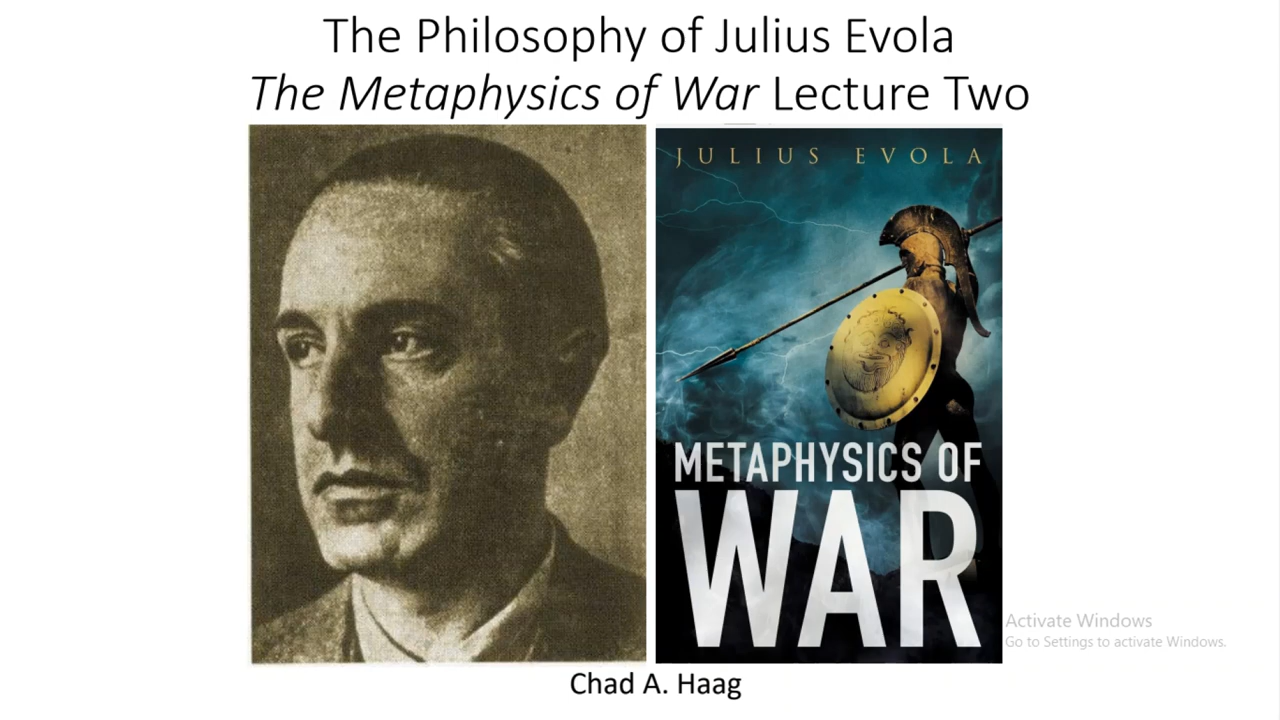 The Philosophy of Julius Evola
The Metaphysics of War Lecture Two
JULIUS EVOLA
METAPHYSICS OF
WAR
Activate Windows
Go to Settings to activate Windows.
Chad A. Haag